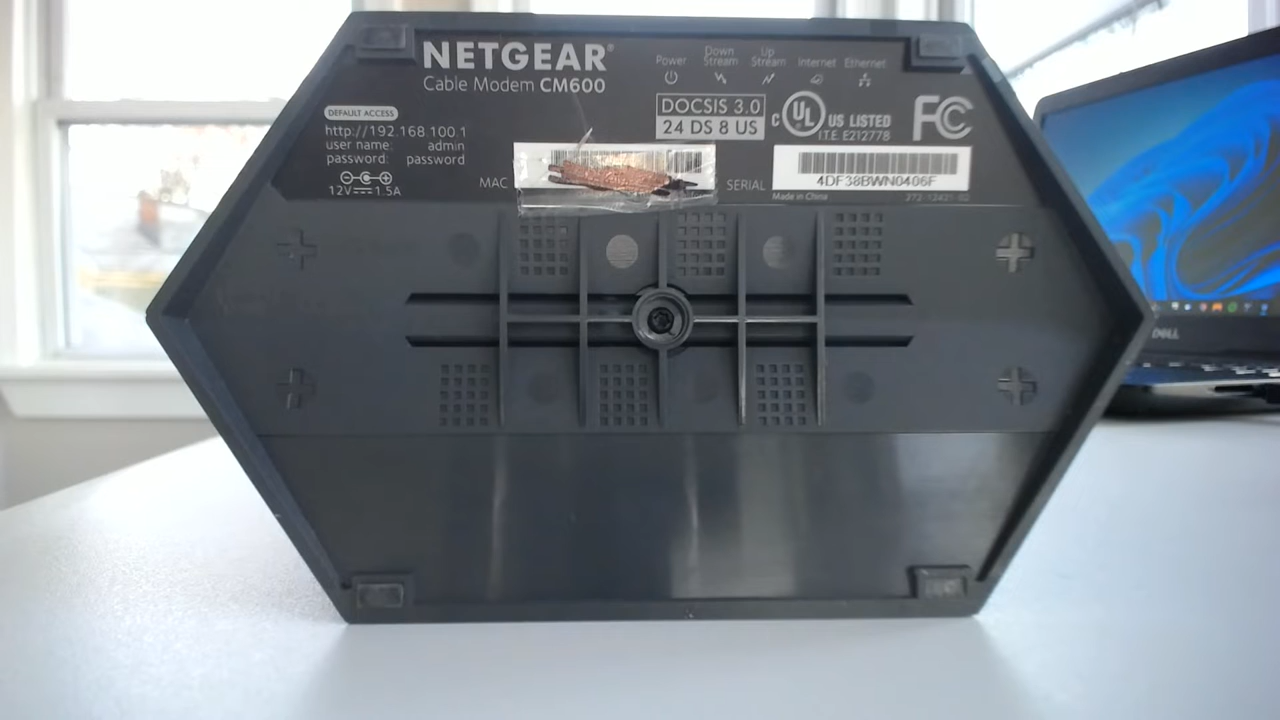 NETGEAR®
Cable Modem CM600
Power
Down Stream
Up Stream
Internet
Ethernet
DEFAULT ACCESS
http://192.168.100.1
user name: admin
password: password
12V 1.5A
DOCSIS 3.0
24 DS 8 US
C UL US LISTED
I.T.E. E212778
FC
MAC
SERIAL
4DF38BWN0406F
Made in China
DELL